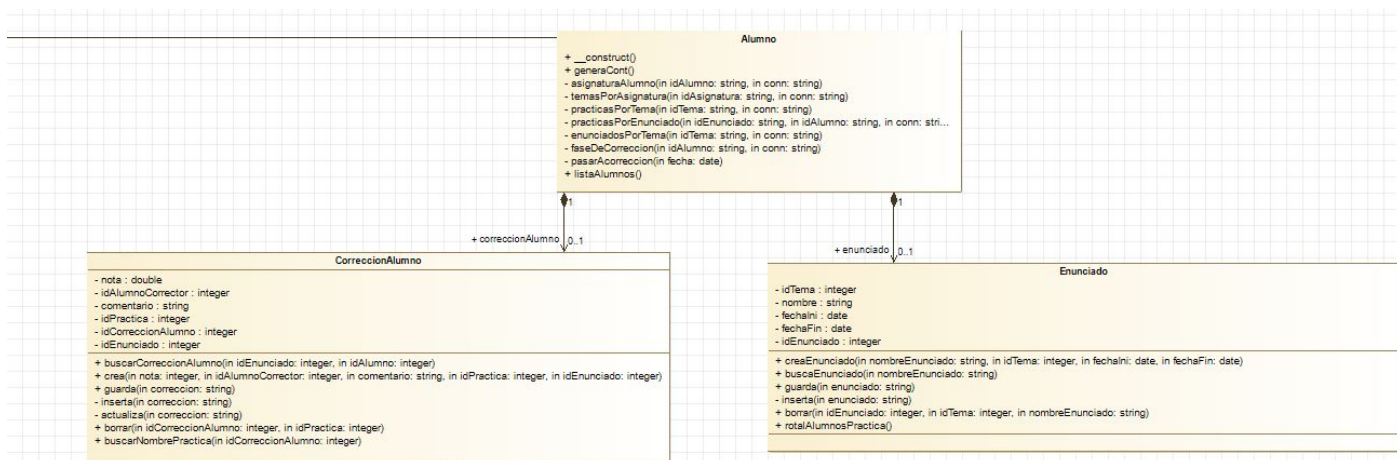 Alumno
+ __construct()
+ generaCont()
- asignaturaAlumno(in idAlumno: string, in conn: string)
- temasPorAsignatura(in idAsignatura: string, in conn: string)
- practicasPorTema(in idTema: string, in conn: string)
- practicasPorEnunciado(in idEnunciado: string, in idAlumno: string, in conn: stri...
- enunciadosPorTema(in idTema: string, in conn: string)
- faseDeCorreccion(in idAlumno: string, in conn: string)
- pasarAcorreccion(in fecha: date)
+ listaAlumnos()
1
1
+ correccionAlumno
0..1
+ enunciado
0..1
CorreccionAlumno
- nota : double
- idAlumnoCorrector : integer
- comentario : string
- idPractica : integer
- idCorreccionAlumno : integer
- idEnunciado : integer
+ buscarCorreccionAlumno(in idEnunciado: integer, in idAlumno: integer)
+ crea(in nota: integer, in idAlumnoCorrector: integer, in comentario: string, in idPractica: integer, in idEnunciado: integer)
+ guarda(in correccion: string)
- inserta(in correccion: string)
- actualiza(in correccion: string)
+ borrar(in idCorreccionAlumno: integer, in idPractica: integer)
+ buscarNombrePractica(in idCorreccionAlumno: integer)
Enunciado
- idTema : integer
- nombre : string
- fechaIni : date
- fechaFin : date
- idEnunciado : integer
+ creaEnunciado(in nombreEnunciado: string, in idTema: integer, in fechaIni: date, in fechaFin: date)
+ buscaEnunciado(in nombreEnunciado: string)
+ guarda(in enunciado: string)
- inserta(in enunciado: string)
+ borrar(in idEnunciado: integer, in idTema: integer, in nombreEnunciado: string)
+ rotalAlumnosPractica()